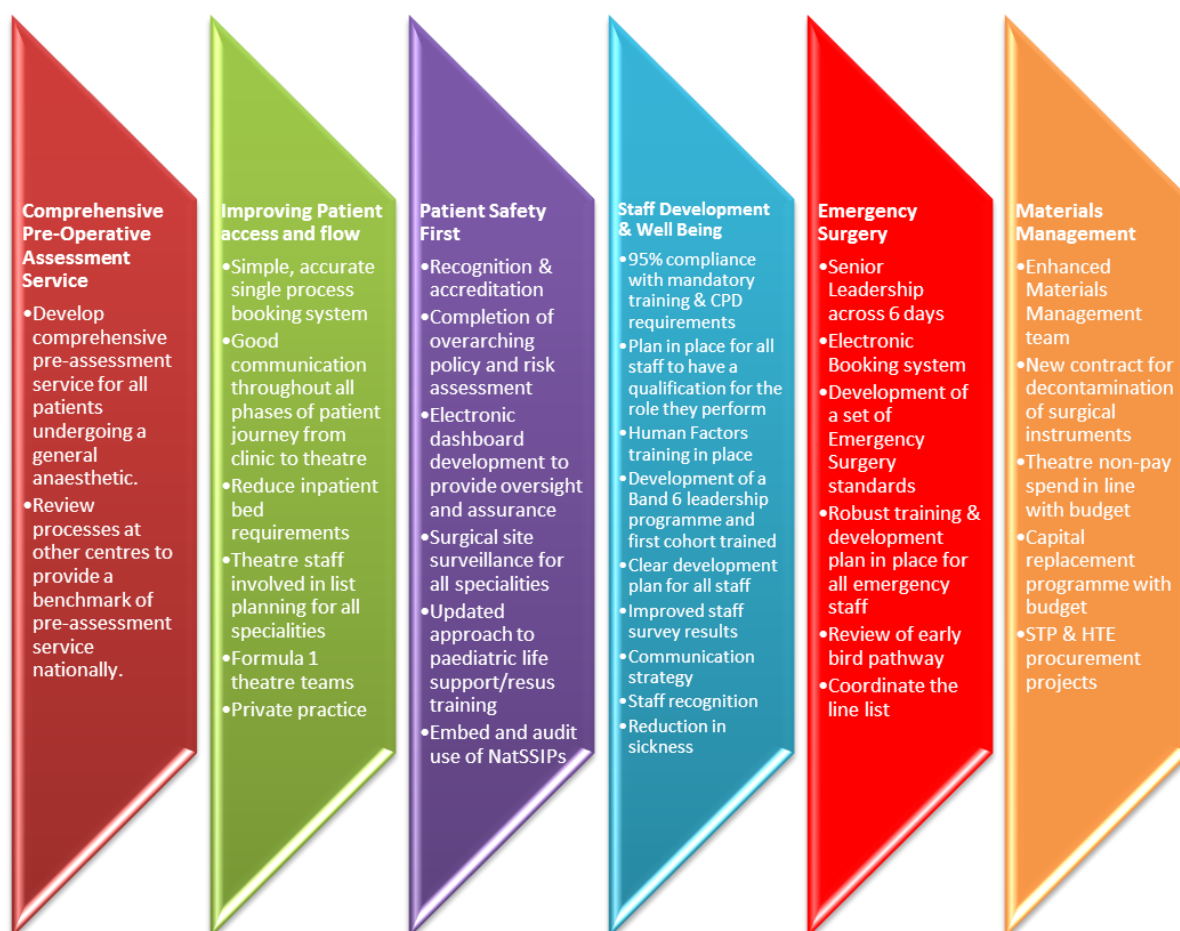 Comprehensive
Pre-Operative
Assessment
Service
•Develop
comprehensive
pre-assessment
service for all
patients
undergoing a
general
anaesthetic.
•Review
processes at
other centres to
provide a
benchmark of
pre-assessment
service
nationally.
Improving Patient
access and flow
•Simple, accurate
single process
booking system
•Good
communication
throughout all
phases of patient
journey from
clinic to theatre
•Reduce inpatient
bed
requirements
•Theatre staff
involved in list
planning for all
specialities
•Formula 1
theatre teams
•Private practice
Patient Safety
First
•Recognition &
accreditation
•Completion of
overarching
policy and risk
assessment
•Electronic
dashboard
development to
provide oversight
and assurance
•Surgical site
surveillance for
all specialities
•Updated
approach to
paediatric life
support/resus
training
•Embed and audit
use of NatSSIPs
Staff Development
& Well Being
•95% compliance
with mandatory
training & CPD
requirements
•Plan in place for all
staff to have a
qualification for the
role they perform
•Human Factors
training in place
•Development of a
Band 6 leadership
programme and
first cohort trained
•Clear development
plan for all staff
•Improved staff
survey results
•Communication
strategy
•Staff recognition
•Reduction in
sickness
Emergency
Surgery
•Senior
Leadership
across 6 days
•Electronic
Booking system
•Development of
a set of
Emergency
Surgery
standards
•Robust training &
development
plan in place for
all emergency
staff
•Review of early
bird pathway
•Coordinate the
line list
Materials
Management
•Enhanced
Materials
Management
team
•New contract for
decontamination
of surgical
instruments
•Theatre non-pay
spend in line
with budget
•Capital
replacement
programme with
budget
•STP & HTE
procurement
projects